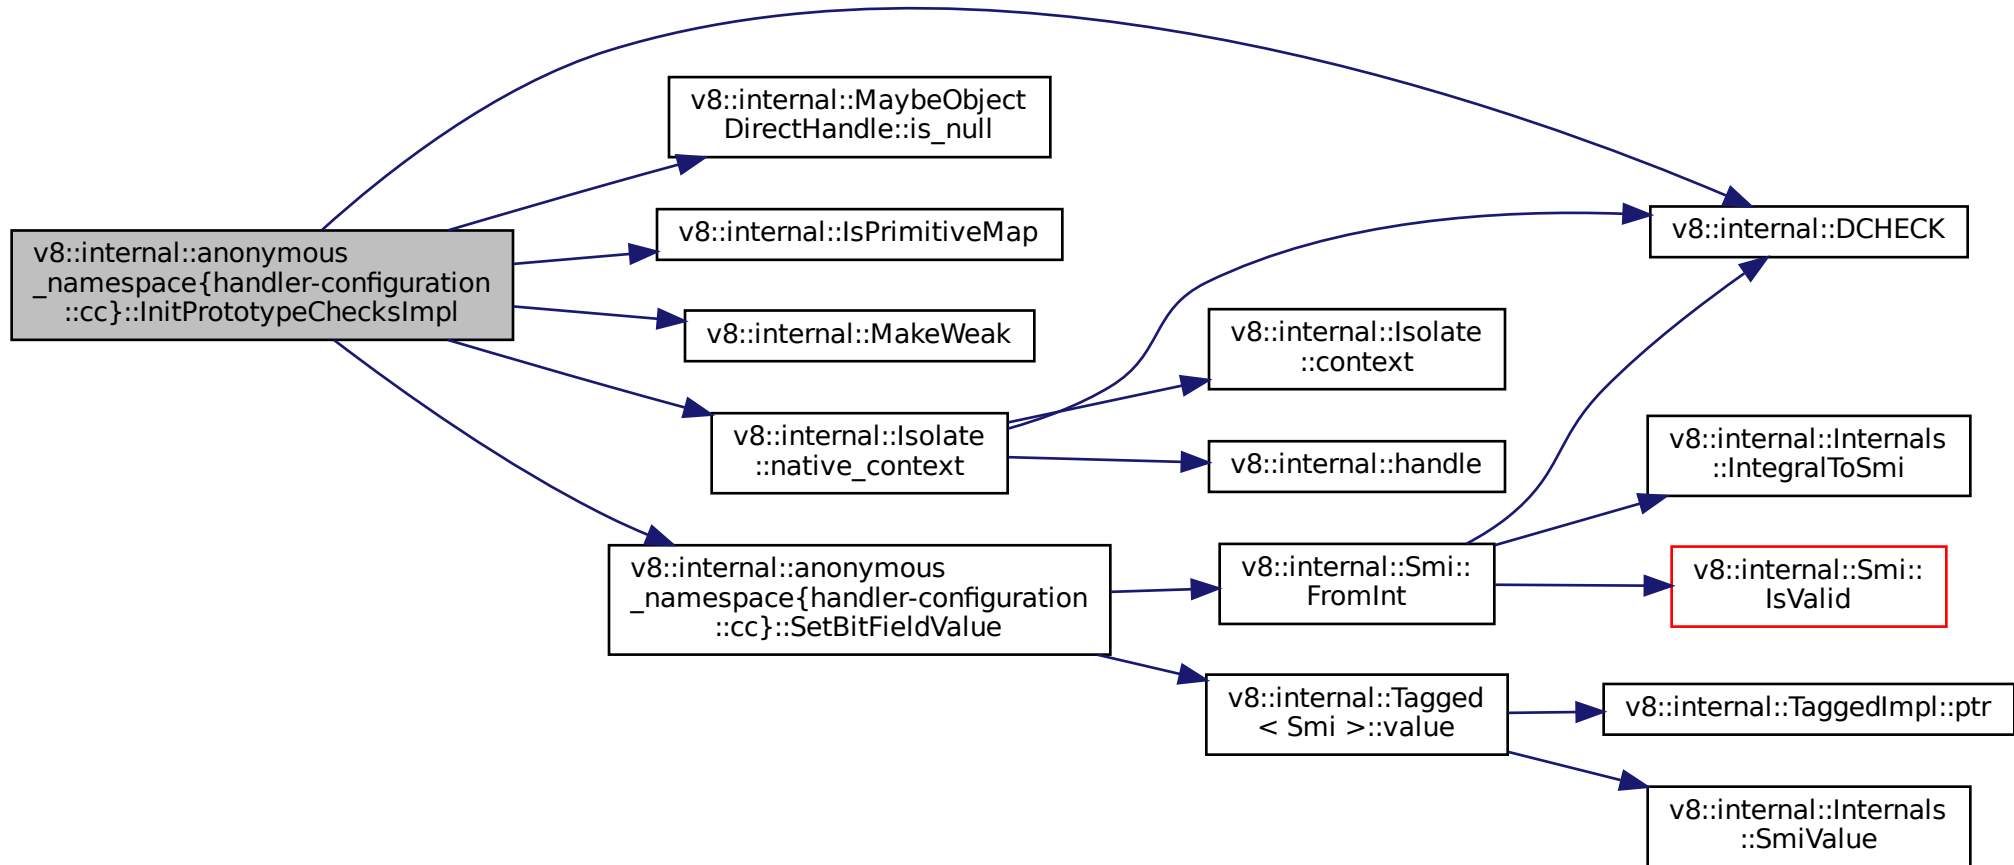 v8::internal::anonymous
_namespace{handler-configuration
::cc}::InitPrototypeChecksImpl
v8::internal::MaybeObject
DirectHandle::is_null
v8::internal::IsPrimitiveMap
v8::internal::MakeWeak
v8::internal::Isolate
::native_context
v8::internal::anonymous
_namespace{handler-configuration
::cc}::SetBitFieldValue
v8::internal::Isolate
::context
v8::internal::handle
v8::internal::Smi::
FromInt
v8::internal::Tagged
< Smi >::value
v8::internal::DCHECK
v8::internal::Internals
::IntegralToSmi
v8::internal::Smi::
IsValid
v8::internal::TaggedImpl::ptr
v8::internal::Internals
::SmiValue